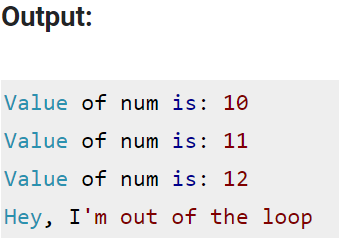 Output:
Value of num is: 10
Value of num is: 11
Value of num is: 12
Hey, I'm out of the loop